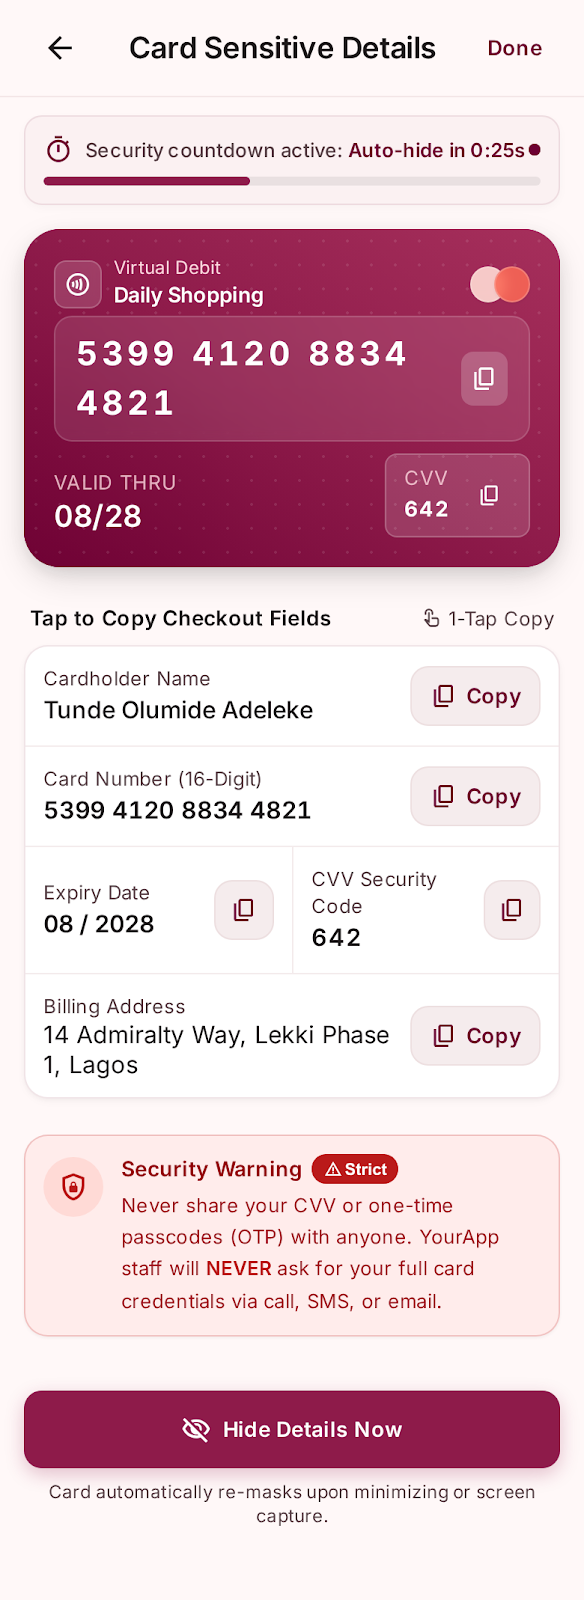 Card Sensitive Details
Done
Security countdown active: Auto-hide in 0:25s
Virtual Debit
Daily Shopping
5399 4120 8834
4821
VALID THRU
08/28
CVV
642
Tap to Copy Checkout Fields
1-Tap Copy
Cardholder Name
Tunde Olumide Adeleke
Copy
Card Number (16-Digit)
5399 4120 8834 4821
Copy
Expiry Date
08 / 2028
CVV Security
Code
642
Billing Address
14 Admiralty Way, Lekki Phase
1, Lagos
Copy
Security Warning
Strict
Never share your CVV or one-time
passcodes (OTP) with anyone. YourApp
staff will NEVER ask for your full card
credentials via call, SMS, or email.
Hide Details Now
Card automatically re-masks upon minimizing or screen
capture.